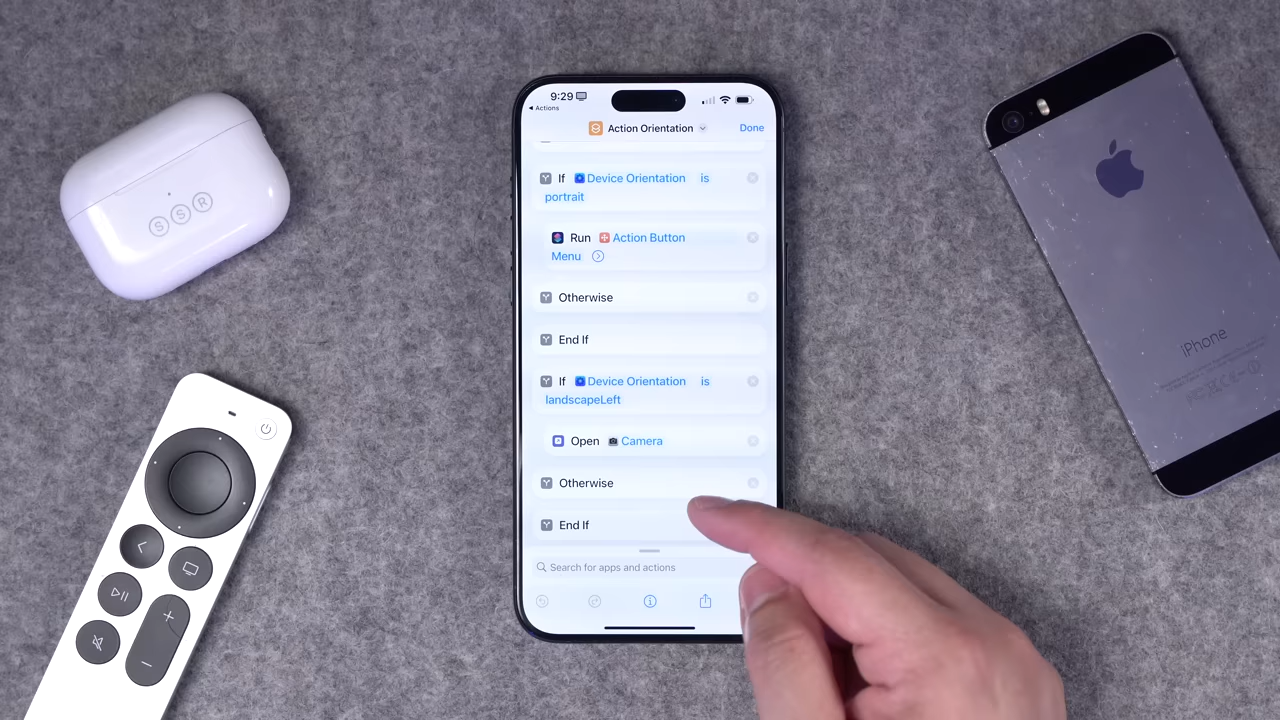 9:29
Actions
Action Orientation
Done
If Device Orientation is
portrait
Run Action Button
Menu
Otherwise
End If
If Device Orientation is
landscapeLeft
Open Camera
Otherwise
End If
Search for apps and actions
SSR
iPhone